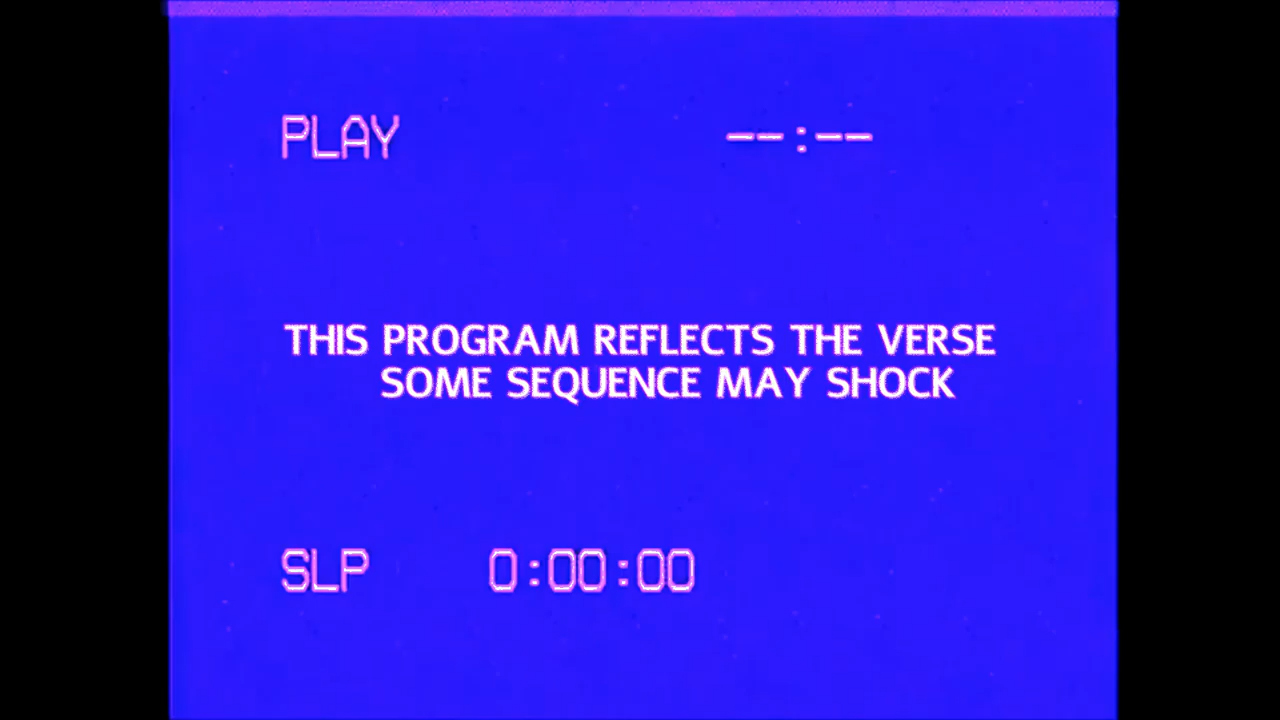 PLAY --:--
THIS PROGRAM REFLECTS THE VERSE
SOME SEQUENCE MAY SHOCK
SLP 0:00:00